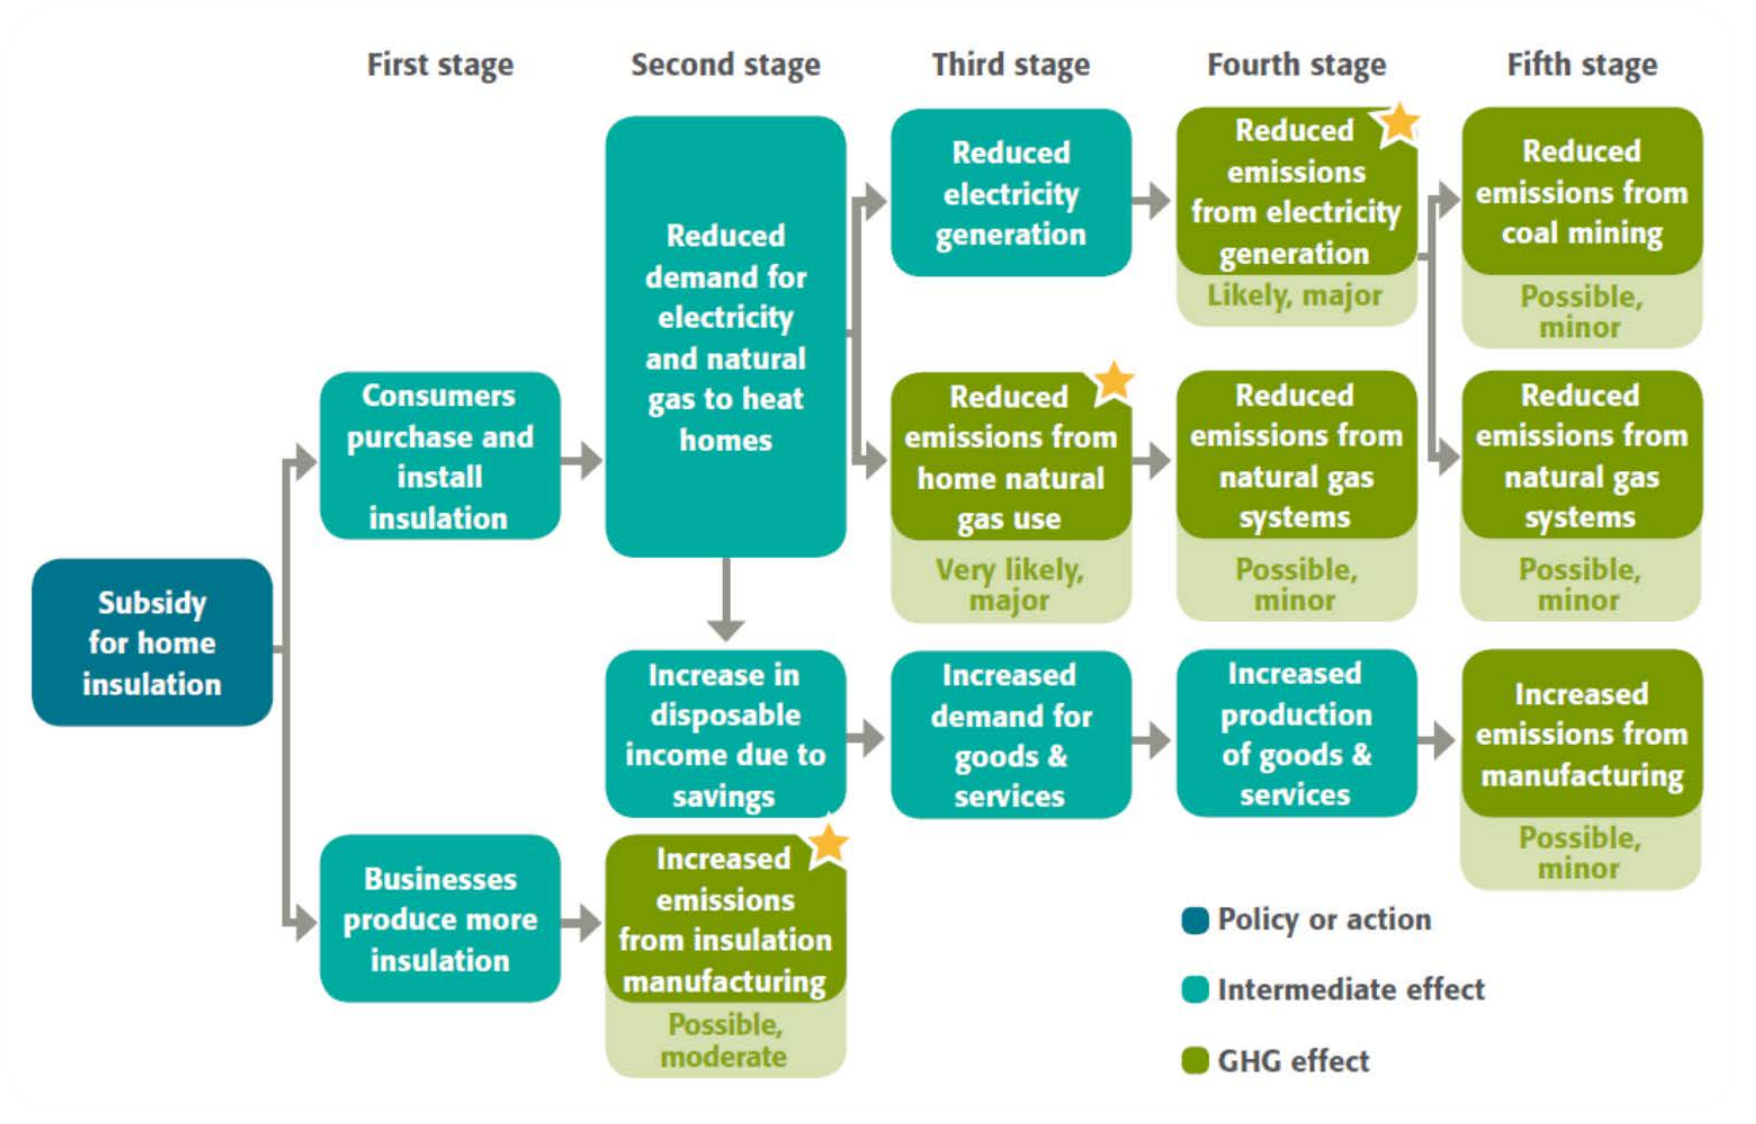 First stage
Second stage
Third stage
Fourth stage
Fifth stage
Subsidy
for home
insulation
Consumers
purchase and
install
insulation
Businesses
produce more
insulation
Reduced
demand for
electricity
and natural
gas to heat
homes
Increase in
disposable
income due to
savings
Increased
emissions
from insulation
manufacturing
Possible,
moderate
Reduced
electricity
generation
Reduced
emissions from
home natural
gas use
Very likely,
major
Increased
demand for
goods &
services
Reduced
emissions
from electricity
generation
Likely, major
Reduced
emissions from
natural gas
systems
Possible,
minor
Increased
production
of goods &
services
Reduced
emissions from
coal mining
Possible,
minor
Reduced
emissions from
natural gas
systems
Possible,
minor
Increased
emissions from
manufacturing
Possible,
minor
Policy or action
Intermediate effect
GHG effect